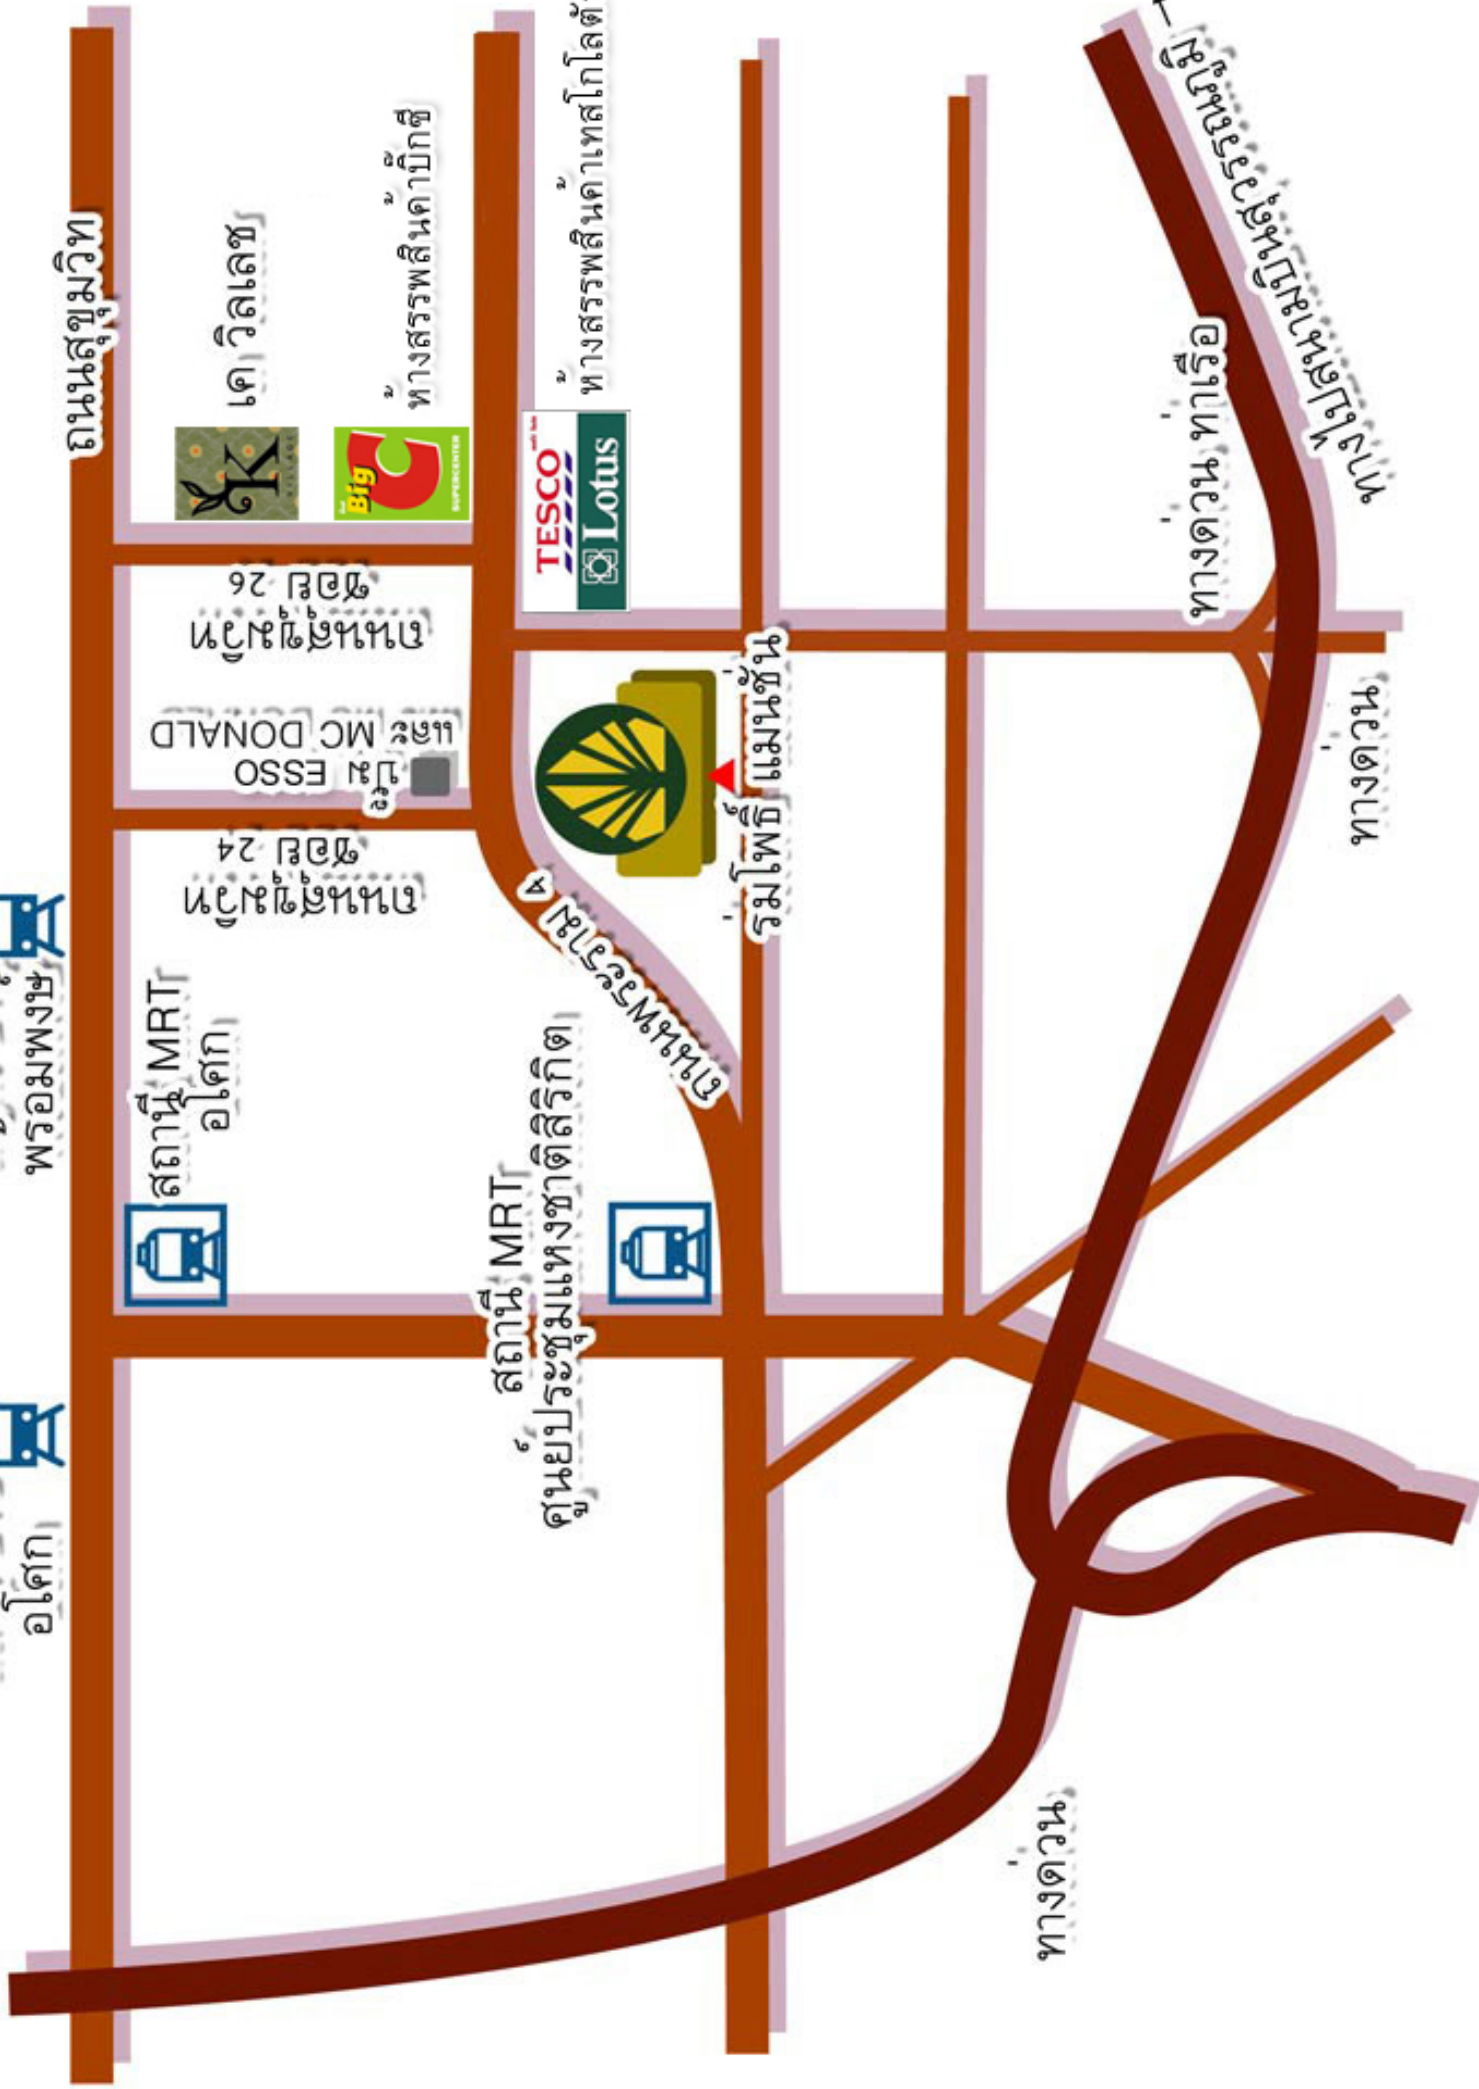 อโศก
พร้อมพงษ์
ถนนสุขุมวิท
สถานี MRT
อโศก
ถนนสุขุมวิท
ซอย 24
ปั๊ม ESSO
และ MC DONALD
ถนนสุขุมวิท
ซอย 26
เค วิลเลช
K
VILLAGE
Big C
SUPERCENTER
ห้างสรรพสินค้าบิ๊กซี
สถานี MRT
ศูนย์ประชุมแห่งชาติสิริกิต
ถนนพระราม 4
TESCO
Lotus
ห้างสรรพสินค้าเทสโก้โลตั
ร่มโพธิ์ แมนชั่น
ทางด่วน
ทางด่วน ท่าเรือ
ทางด่วน
ทางไปสนามบินสุวรรณภูมิ